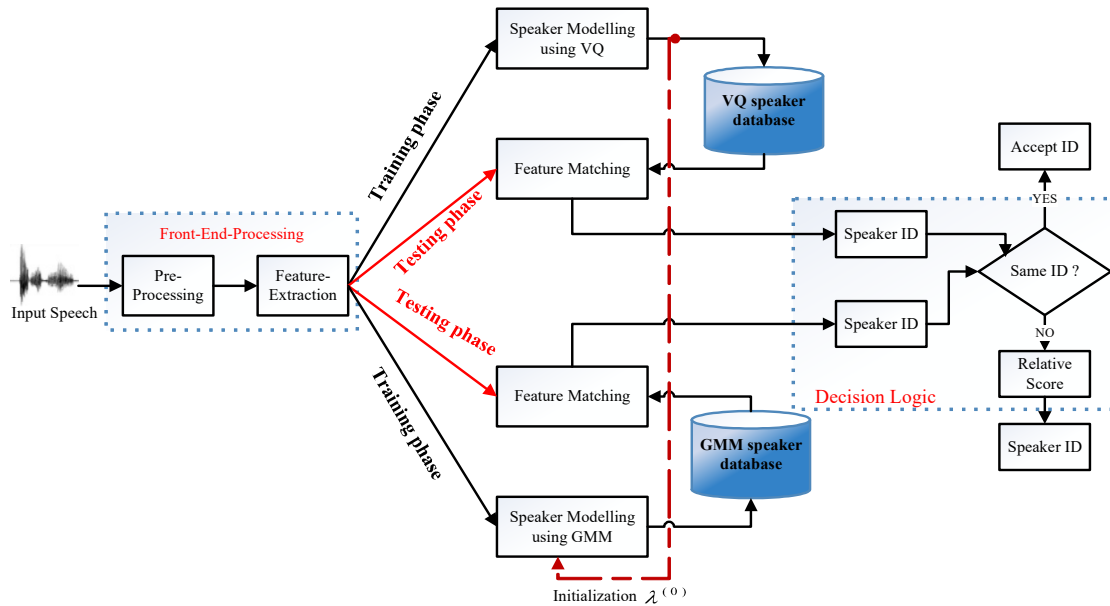 Input Speech
Front-End-Processing
Pre-
Processing
Feature-
Extraction
Training phase
Testing phase
Testing phase
Training phase
Speaker Modelling
using VQ
VQ speaker
database
Feature Matching
Feature Matching
GMM speaker
database
Speaker Modelling
using GMM
Initialization λ^(0)
Speaker ID
Speaker ID
Decision Logic
Accept ID
YES
Same ID ?
NO
Relative
Score
Speaker ID